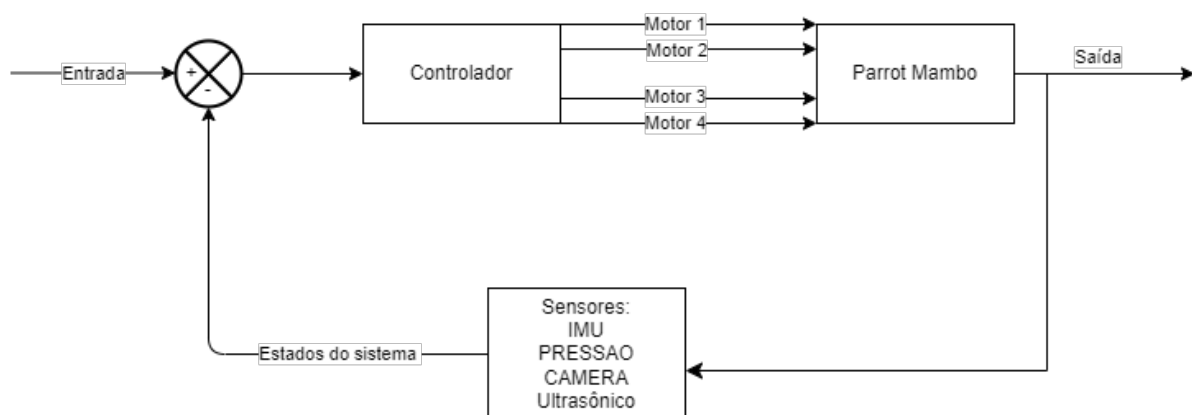 Entrada
+
-
Controlador
Motor 1
Motor 2
Motor 3
Motor 4
Parrot Mambo
Saída
Estados do sistema
Sensores:
IMU
PRESSAO
CAMERA
Ultrasônico